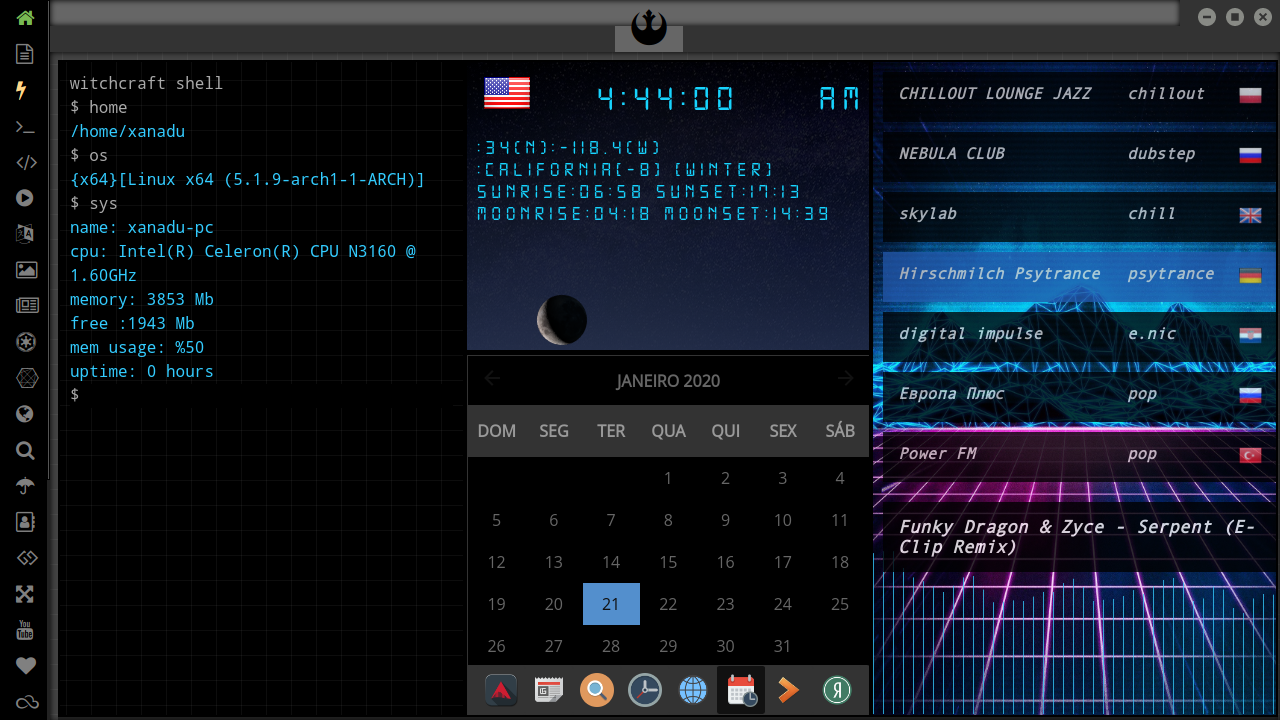 witchcraft shell
$ home
/home/xanadu
$ os
{x64}[Linux x64 (5.1.9-arch1-1-ARCH)]
$ sys
name: xanadu-pc
cpu: Intel(R) Celeron(R) CPU N3160 @
1.60GHz
memory: 3853 Mb
free :1943 Mb
mem usage: %50
uptime: 0 hours
$
4:44:00 AM
:34(N):-118.4(W)
:CALIFORNIA[-8] [WINTER]
SUNRISE:06:58 SUNSET:17:13
MOONRISE:04:18 MOONSET:14:39
JANEIRO 2020
DOM SEG TER QUA QUI SEX SÁB
1 2 3 4
5 6 7 8 9 10 11
12 13 14 15 16 17 18
19 20 21 22 23 24 25
26 27 28 29 30 31
CHILLOUT LOUNGE JAZZ chillout
NEBULA CLUB dubstep
skylab chill
Hirschmilch Psytrance psytrance
digital impulse e.nic
Европа Плюс pop
Power FM pop
Funky Dragon & Zyce - Serpent (E-
Clip Remix)
You
Tube
Я